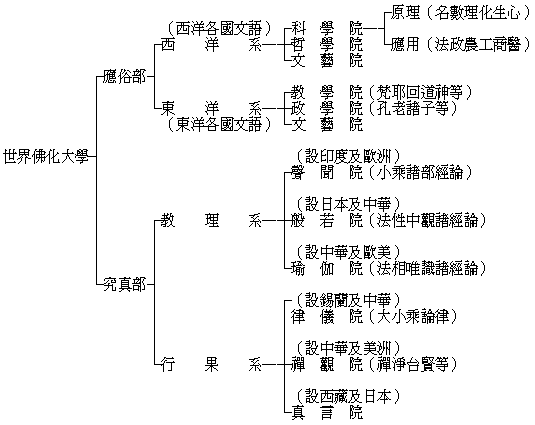 原理（名數理化生心）
（西洋各國文語）科學院
應用（法政農工商醫）
西洋系 哲學院
文藝院
應俗部
教學院（梵耶回道神等）
東洋系 政學院（孔老諸子等）
（東洋各國文語）文藝院
世界佛化大學
（設印度及歐洲）
聲聞院（小乘諸部經論）
（設日本及中華）
教理系 般若院（法性中觀諸經論）
（設中華及歐美）
瑜伽院（法相唯識諸經論）
究真部
（設錫蘭及中華）
律儀院（大小乘論律）
（設中華及美洲）
行果系 禪觀院（禪淨台賢等）
（設西藏及日本）
真言院